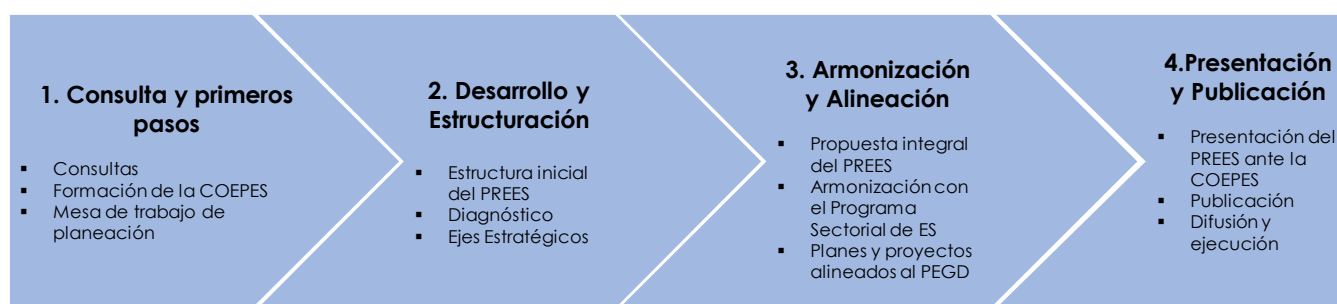 1. Consulta y primeros
pasos
▪ Consultas
▪ Formación de la COEPES
▪ Mesa de trabajo de
planeación
2. Desarrollo y
Estructuración
▪ Estructura inicial
del PREES
▪ Diagnóstico
▪ Ejes Estratégicos
3. Armonización
y Alineación
▪ Propuesta integral
del PREES
▪ Armonización con
el Programa
Sectorial de ES
▪ Planes y proyectos
alineados al PEGD
4.Presentación
y Publicación
▪ Presentación del
PREES ante la
COEPES
▪ Publicación
▪ Difusión y
ejecución